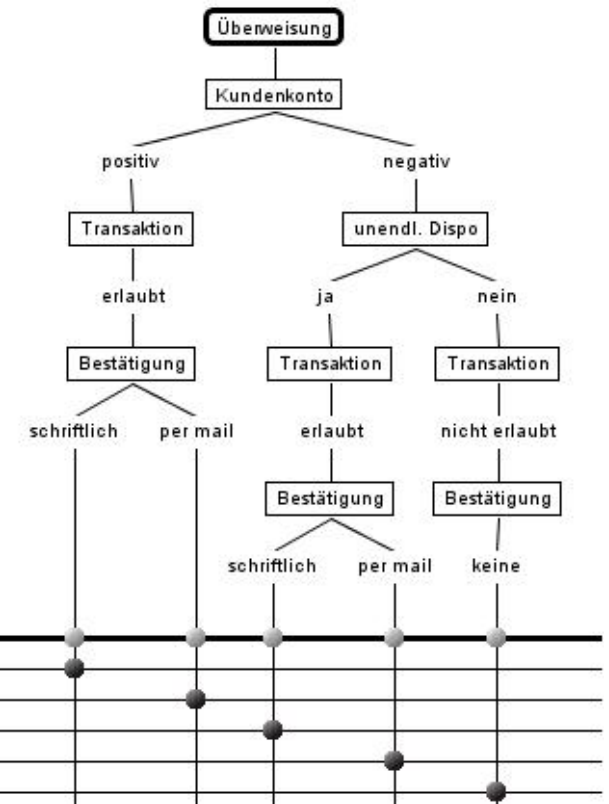 Überweisung
Kundenkonto
positiv negativ
Transaktion unendl. Dispo
erlaubt ja nein
Bestätigung Transaktion Transaktion
schriftlich per mail erlaubt nicht erlaubt
Bestätigung Bestätigung
schriftlich per mail keine